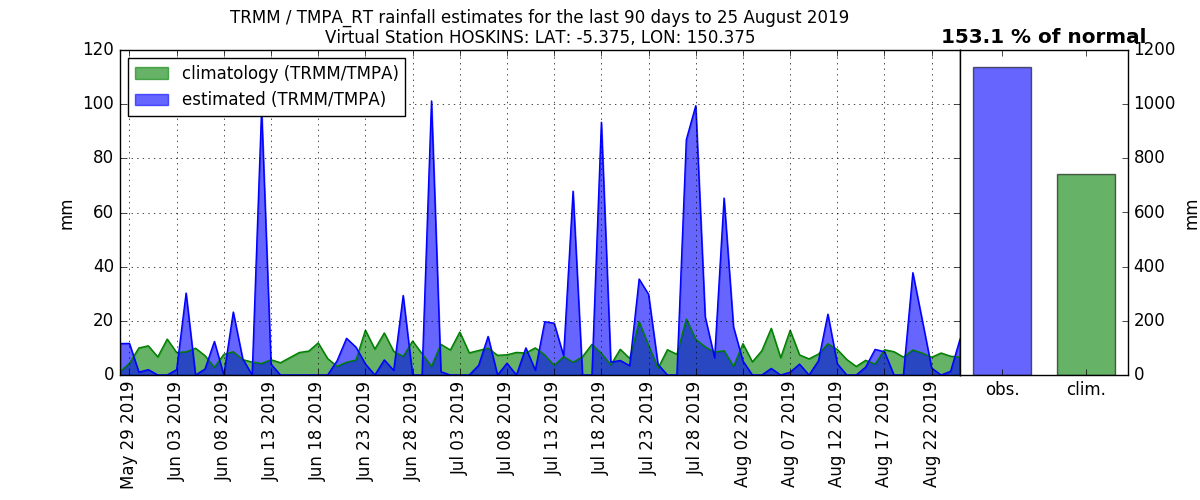 TRMM / TMPA_RT rainfall estimates for the last 90 days to 25 August 2019
Virtual Station HOSKINS: LAT: -5.375, LON: 150.375
153.1 % of normal
climatology (TRMM/TMPA)
estimated (TRMM/TMPA)
120
100
80
60
40
20
0
mm
1200
1000
800
600
400
200
0
mm
obs.
clim.
May 29 2019
Jun 03 2019
Jun 08 2019
Jun 13 2019
Jun 18 2019
Jun 23 2019
Jun 28 2019
Jul 03 2019
Jul 08 2019
Jul 13 2019
Jul 18 2019
Jul 23 2019
Jul 28 2019
Aug 02 2019
Aug 07 2019
Aug 12 2019
Aug 17 2019
Aug 22 2019